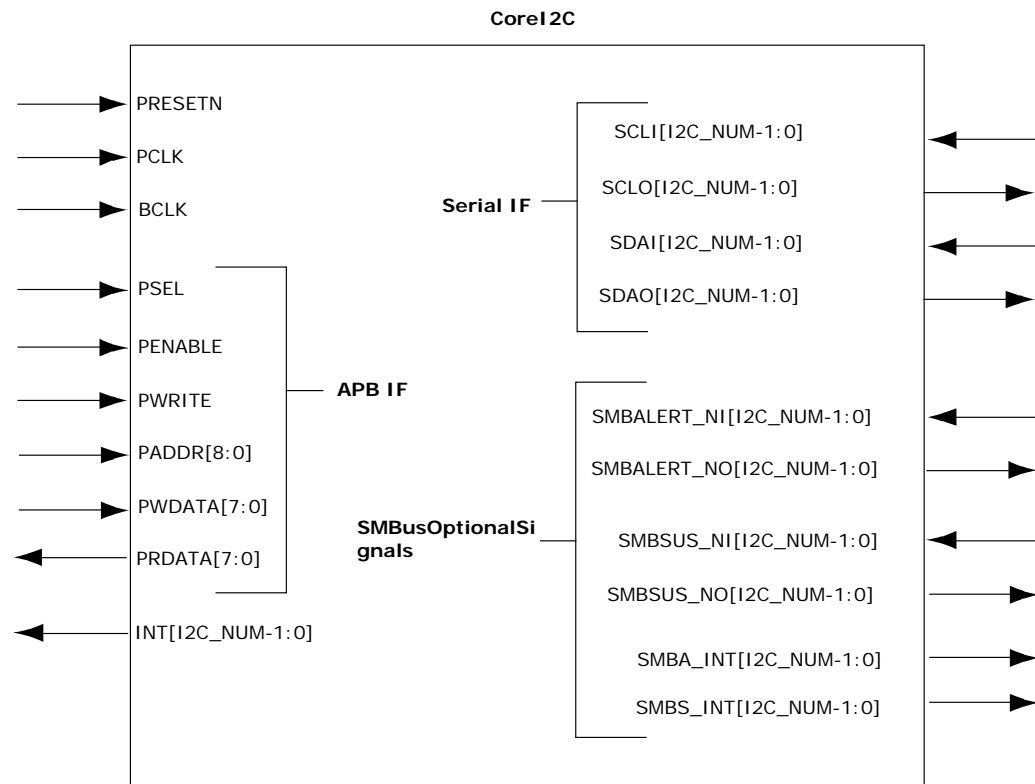 CoreI2C
PRESETN
PCLK
BCLK
PSEL
PENABLE
PWRITE
PADDR[8:0]
PWDATA[7:0]
PRDATA[7:0]
INT[I2C_NUM-1:0]
APB IF
Serial IF
SCLI[I2C_NUM-1:0]
SCLO[I2C_NUM-1:0]
SDAI[I2C_NUM-1:0]
SDAO[I2C_NUM-1:0]
SMBusOptionalSi
gnals
SMBALERT_NI[I2C_NUM-1:0]
SMBALERT_NO[I2C_NUM-1:0]
SMBSUS_NI[I2C_NUM-1:0]
SMBSUS_NO[I2C_NUM-1:0]
SMBA_INT[I2C_NUM-1:0]
SMBS_INT[I2C_NUM-1:0]